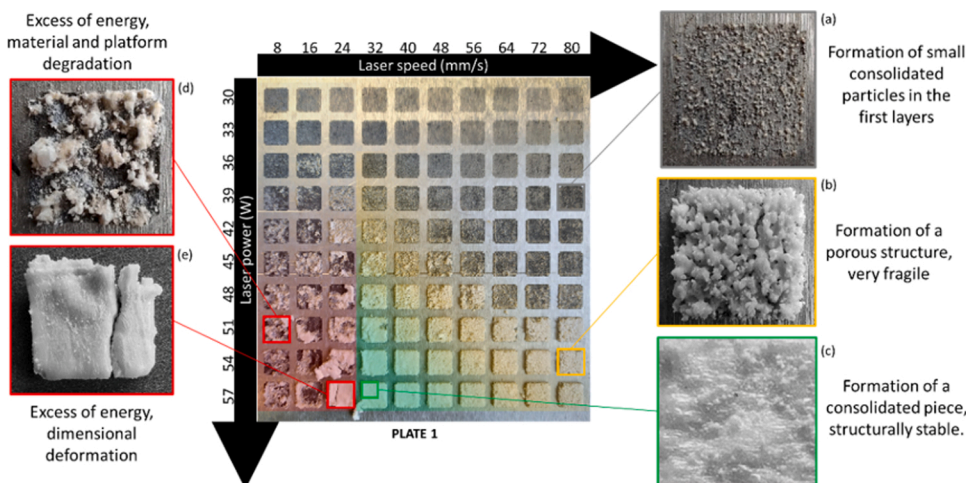 Excess of energy,
material and platform
degradation
(d)
(e)
Excess of energy,
dimensional
deformation
8 16 24 32 40 48 56 64 72 80
Laser speed (mm/s)
Laser power (W)
30
33
36
39
42
45
48
51
54
57
PLATE 1
(a)
Formation of small
consolidated
particles in the
first layers
(b)
Formation of a
porous structure,
very fragile
(c)
Formation of a
consolidated piece,
structurally stable.